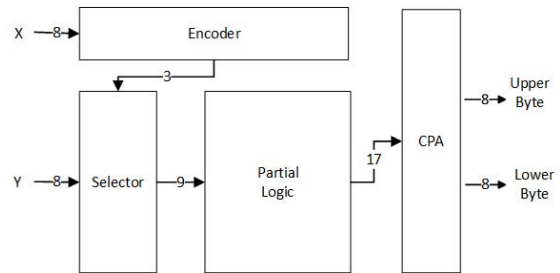 X
8
Encoder
3
Y
8
Selector
9
Partial
Logic
17
CPA
8
Upper
Byte
8
Lower
Byte